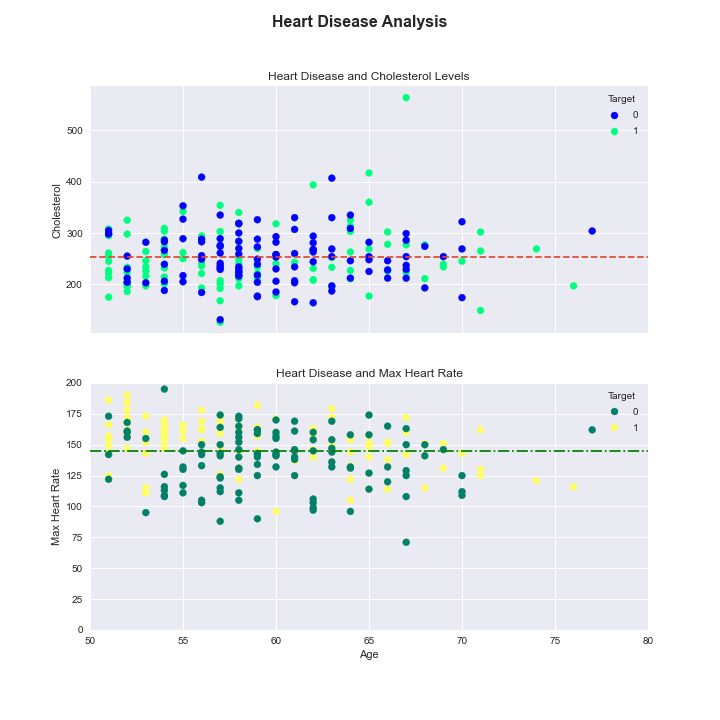 Heart Disease Analysis
Heart Disease and Cholesterol Levels
Target
0
1
500
400
300
200
Cholesterol
Heart Disease and Max Heart Rate
Target
0
1
200
175
150
125
100
75
50
25
0
Max Heart Rate
50 55 60 65 70 75 80
Age